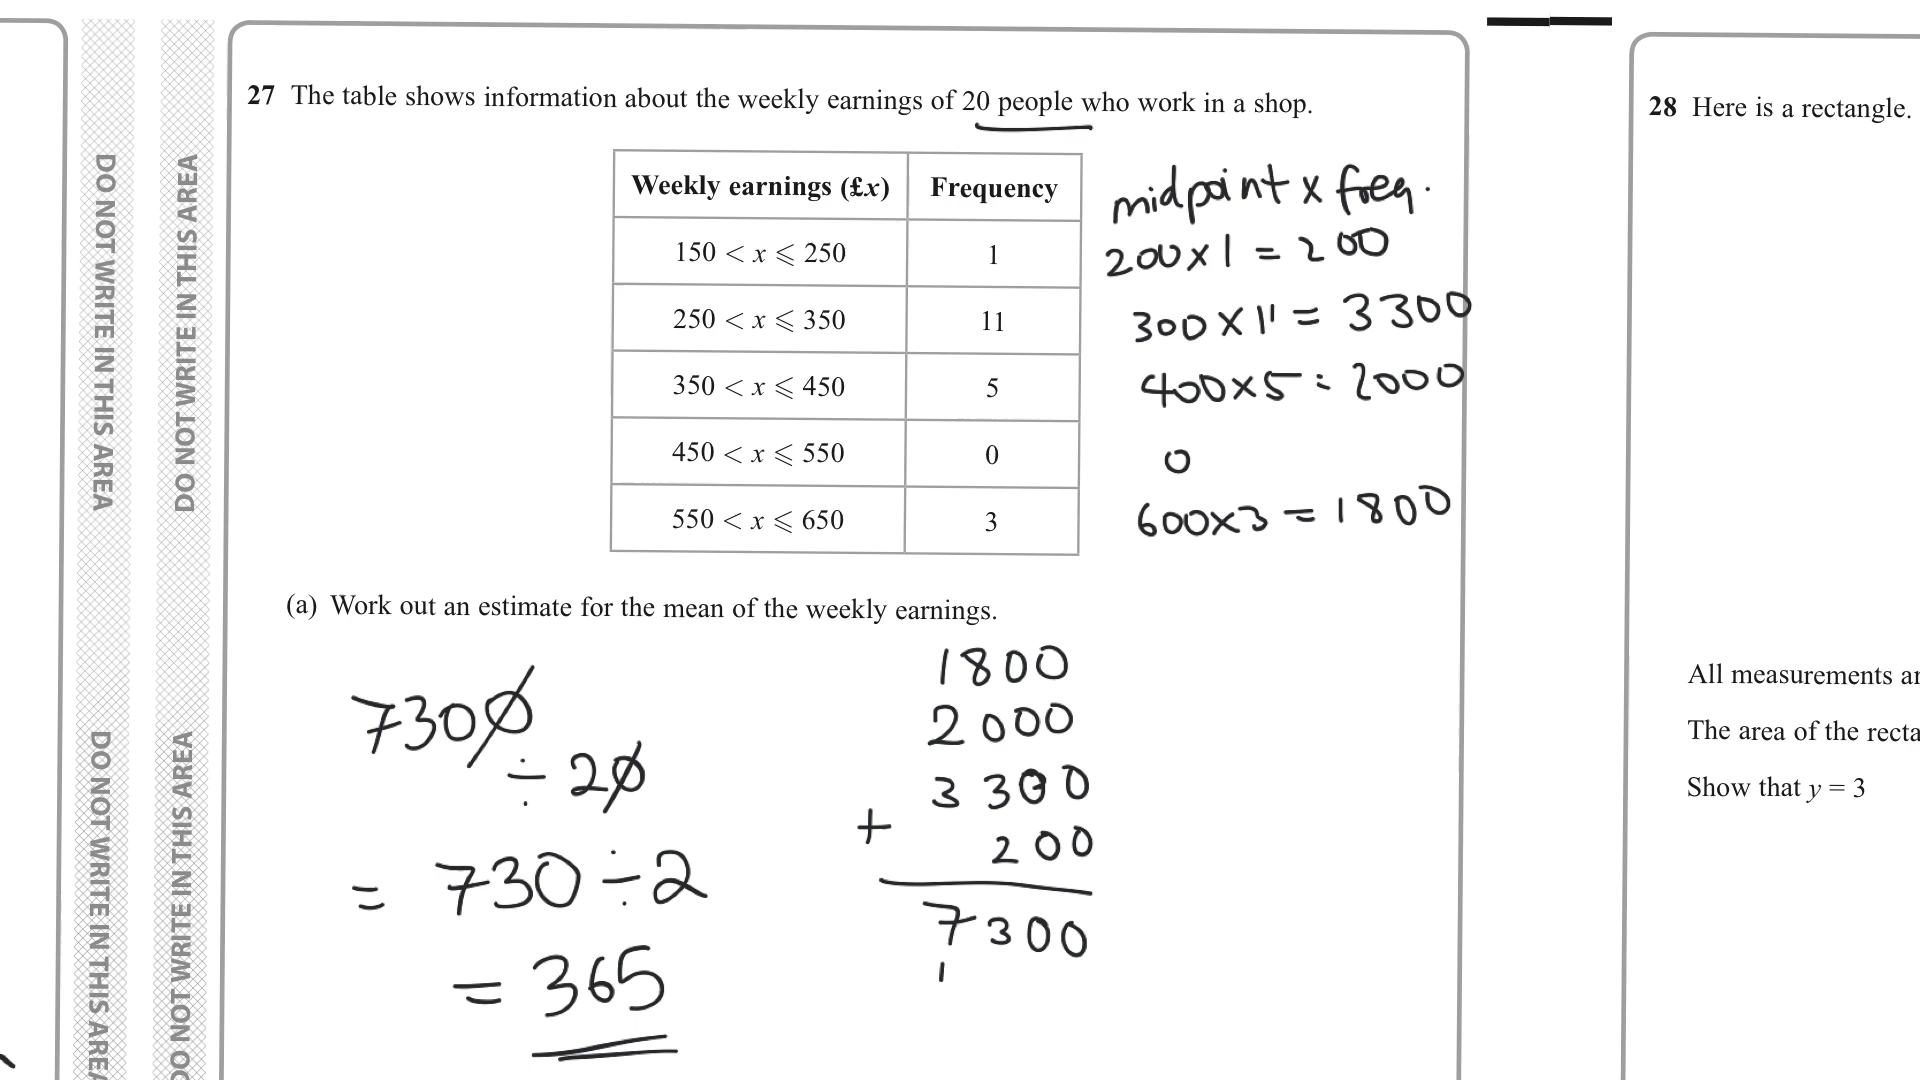 27 The table shows information about the weekly earnings of 20 people who work in a shop.
Weekly earnings (£x) Frequency
150 < x ⩽ 250 1
250 < x ⩽ 350 11
350 < x ⩽ 450 5
450 < x ⩽ 550 0
550 < x ⩽ 650 3
midpoint x freq.
200 x 1 = 200
300 x 11 = 3300
400 x 5 = 2000
0
600 x 3 = 1800
(a) Work out an estimate for the mean of the weekly earnings.
7300
÷ 20
= 730 ÷ 2
= 365
1800
2000
3300
+ 200
7300
1
28 Here is a rectangle.
All measurements ar
The area of the recta
Show that y = 3
DO NOT WRITE IN THIS AREA
DO NOT WRITE IN THIS AREA
DO NOT WRITE IN THIS AREA
DO NOT WRITE IN THIS AREA